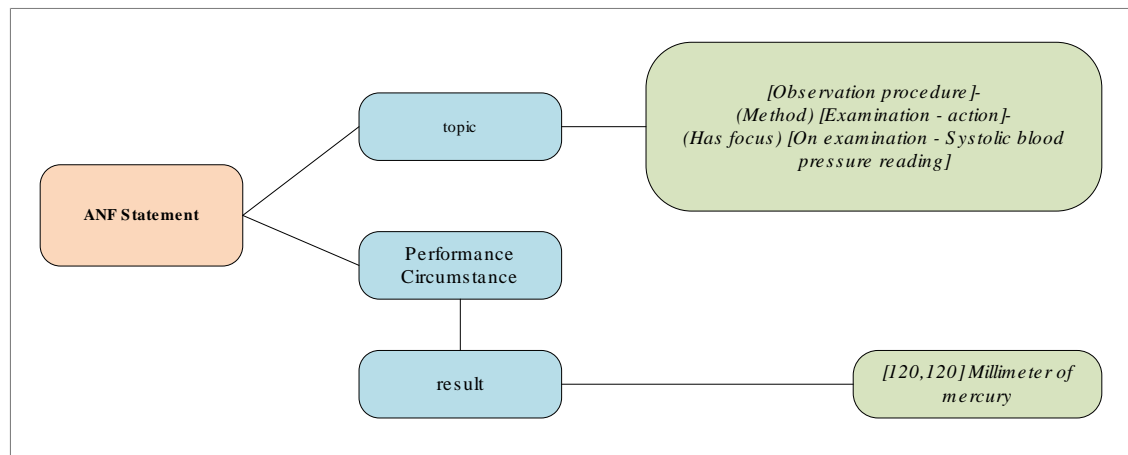 [Observation procedure]-
(Method) [Examination - action]-
(Has focus) [On examination - Systolic blood
pressure reading]
topic
ANF Statement
Performance
Circumstance
result
[120,120] Millimeter of
mercury